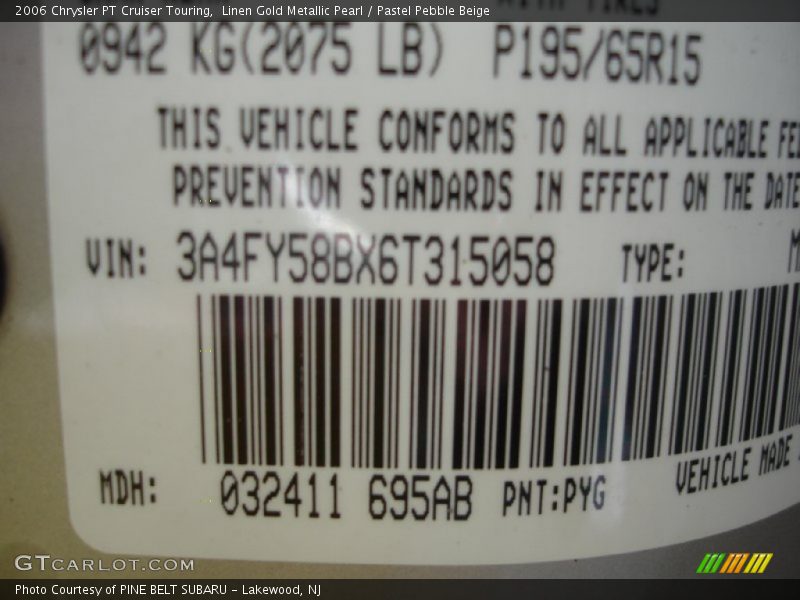 2006 Chrysler PT Cruiser Touring,  Linen Gold Metallic Pearl / Pastel Pebble Beige
0942 KG(2075 LB) P195/65R15
THIS VEHICLE CONFORMS TO ALL APPLICABLE
PREVENTION STANDARDS IN EFFECT ON THE DATE
VIN: 3A4FY58BX6T315058 TYPE:
MDH: 032411 695AB PNT:PYG
VEHICLE MADE
GTCARLOT.COM
Photo Courtesy of PINE BELT SUBARU - Lakewood, NJ